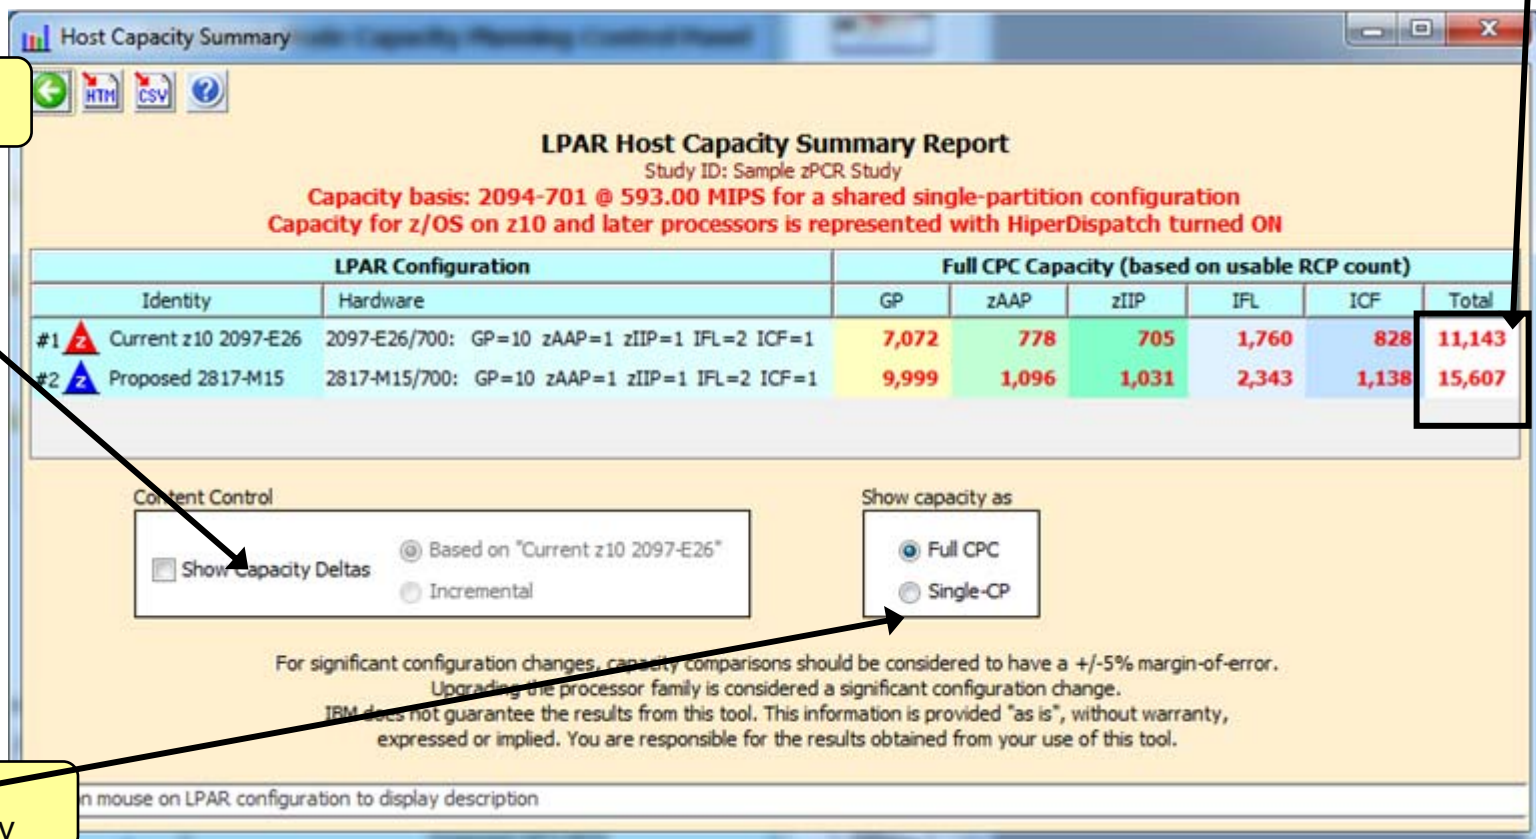 Host Capacity Summary
HTM CSV ?
LPAR Host Capacity Summary Report
Study ID: Sample zPCR Study
Capacity basis: 2094-701 @ 593.00 MIPS for a shared single-partition configuration
Capacity for z/OS on z10 and later processors is represented with HiperDispatch turned ON
LPAR Configuration Full CPC Capacity (based on usable RCP count)
Identity Hardware GP zAAP zIIP IFL ICF Total
#1 z Current z10 2097-E26 2097-E26/700: GP=10 zAAP=1 zIIP=1 IFL=2 ICF=1 7,072 778 705 1,760 828 11,143
#2 z Proposed 2817-M15 2817-M15/700: GP=10 zAAP=1 zIIP=1 IFL=2 ICF=1 9,999 1,096 1,031 2,343 1,138 15,607
Content Control
Show Capacity Deltas
Based on "Current z10 2097-E26"
Incremental
Show capacity as
Full CPC
Single-CP
For significant configuration changes, capacity comparisons should be considered to have a +/-5% margin-of-error.
Upgrading the processor family is considered a significant configuration change.
IBM does not guarantee the results from this tool. This information is provided "as is", without warranty,
expressed or implied. You are responsible for the results obtained from your use of this tool.
mouse on LPAR configuration to display description